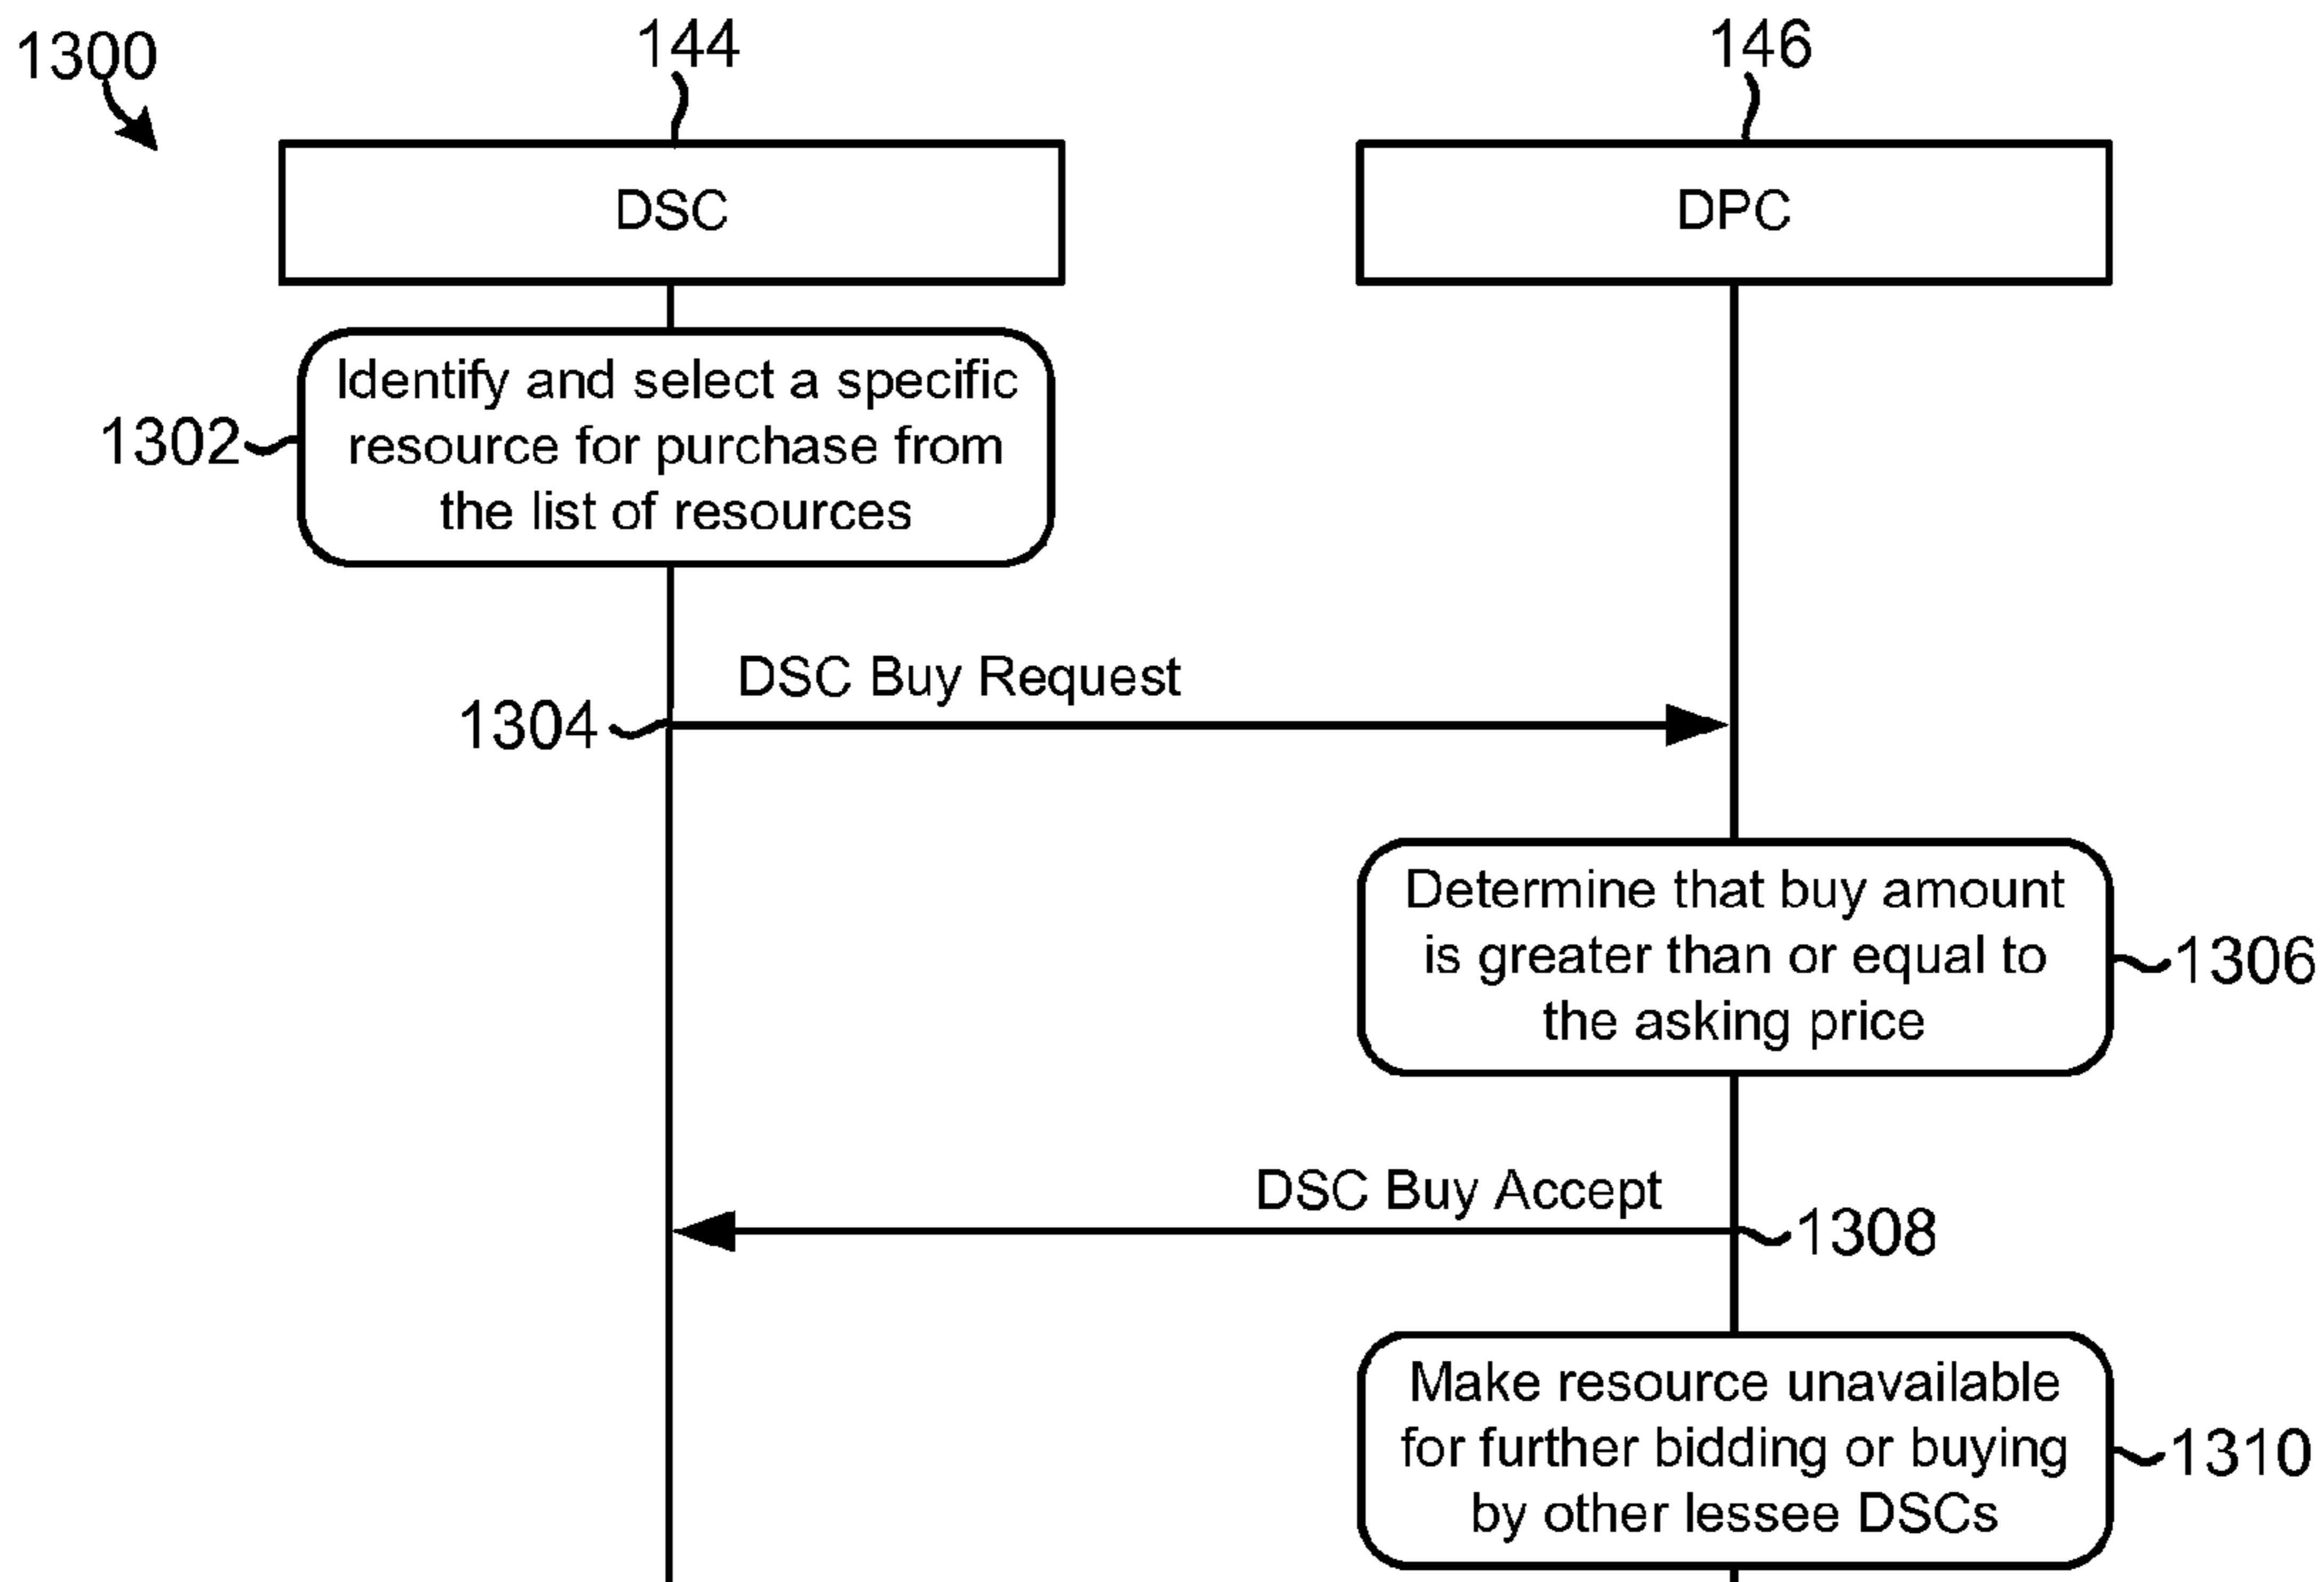 1300
144
146
DSC
DPC
Identify and select a specific
resource for purchase from
the list of resources
1302
DSC Buy Request
1304
Determine that buy amount
is greater than or equal to
the asking price
1306
DSC Buy Accept
1308
Make resource unavailable
for further bidding or buying
by other lessee DSCs
1310